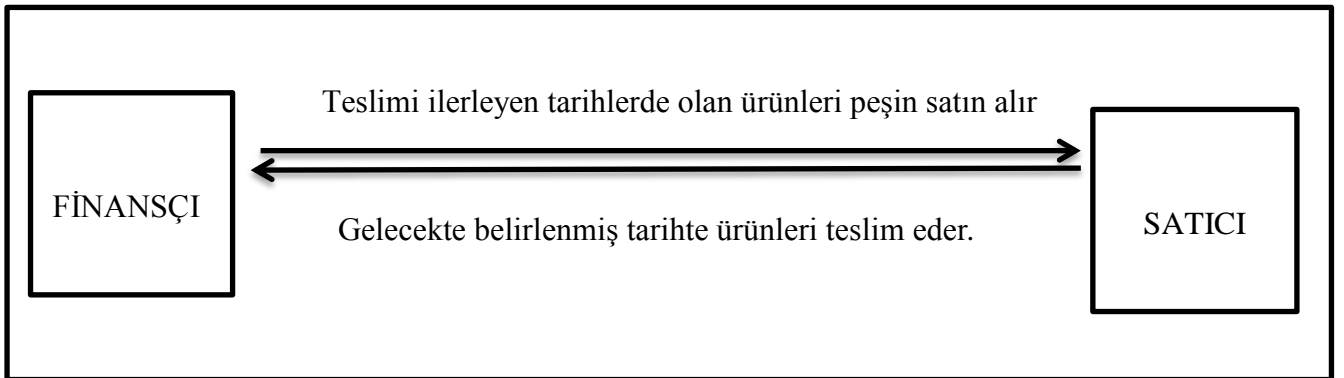 Teslimi ilerleyen tarihlerde olan ürünleri peşin satın alır
FİNANSÇI
Gelecekte belirlenmiş tarihte ürünleri teslim eder.
SATICI